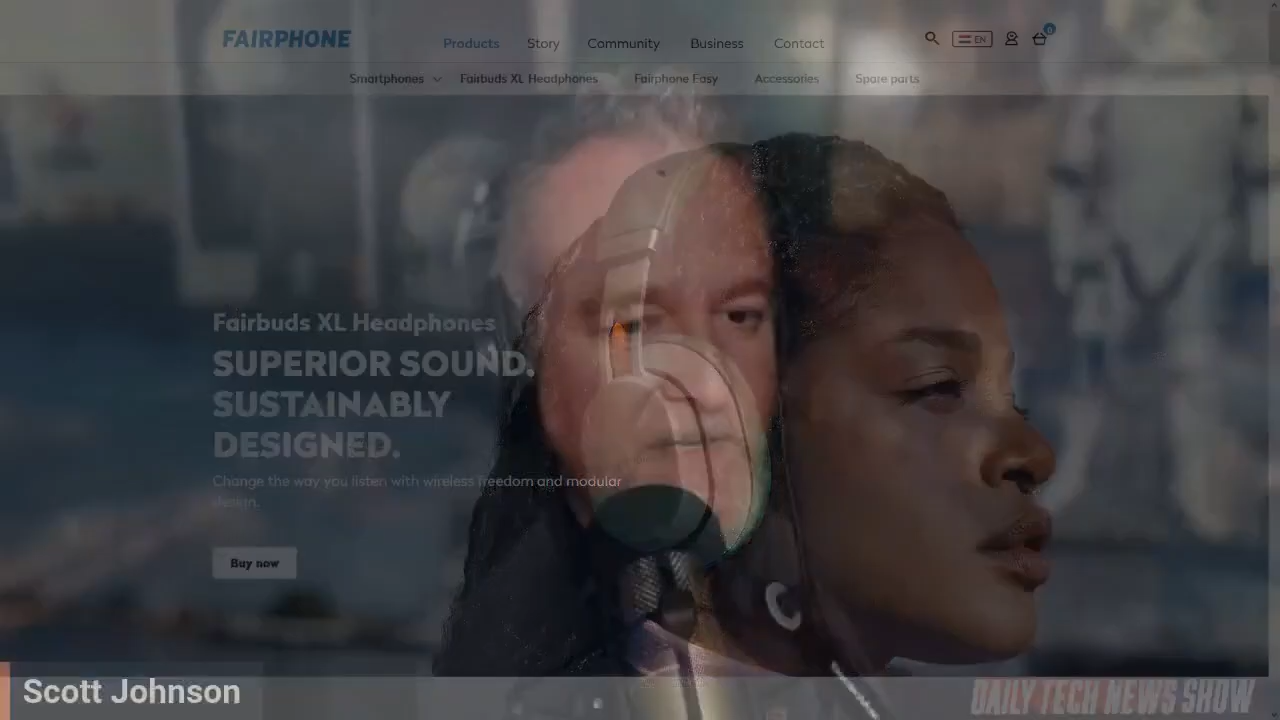 FAIRPHONE
Products Story Community Business Contact
EN
0
Smartphones Fairbuds XL Headphones Fairphone Easy Accessories Spare parts
Fairbuds XL Headphones
SUPERIOR SOUND.
SUSTAINABLY
DESIGNED.
Change the way you listen with wireless freedom and modular
design.
Buy now
Scott Johnson
DAILY TECH NEWS SHOW